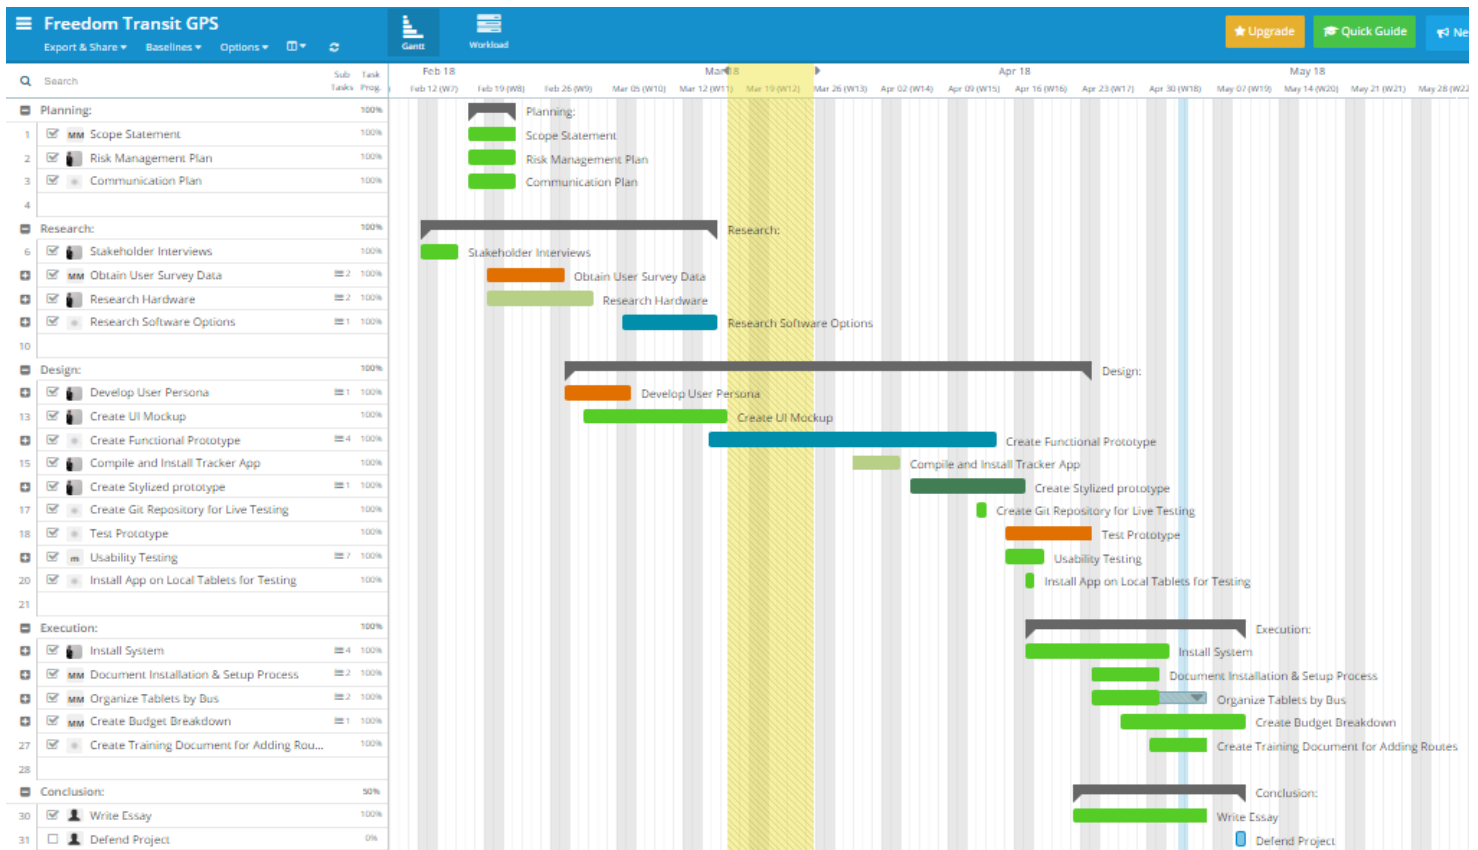 Freedom Transit GPS
Export & Share Baselines Options
Gantt Workload
Upgrade Quick Guide Ne
Search Sub Tasks Task Prog.
Feb 18 Mar 18 Apr 18 May 18
Feb 12 (W7) Feb 19 (W8) Feb 26 (W9) Mar 05 (W10) Mar 12 (W11) Mar 19 (W12) Mar 26 (W13) Apr 02 (W14) Apr 09 (W15) Apr 16 (W16) Apr 23 (W17) Apr 30 (W18) May 07 (W19) May 14 (W20) May 21 (W21) May 28 (W22
Planning: 100% Planning:
1 MM Scope Statement 100% Scope Statement
2 Risk Management Plan 100% Risk Management Plan
3 Communication Plan 100% Communication Plan
4
Research: 100% Research:
6 Stakeholder Interviews 100% Stakeholder Interviews
MM Obtain User Survey Data 2 100% Obtain User Survey Data
Research Hardware 2 100% Research Hardware
Research Software Options 1 100% Research Software Options
10
Design: 100% Design:
Develop User Persona 1 100% Develop User Persona
13 Create UI Mockup 100% Create UI Mockup
Create Functional Prototype 4 100% Create Functional Prototype
15 Compile and Install Tracker App 100% Compile and Install Tracker App
Create Stylized prototype 1 100% Create Stylized prototype
17 Create Git Repository for Live Testing 100% Create Git Repository for Live Testing
18 Test Prototype 100% Test Prototype
m Usability Testing 7 100% Usability Testing
20 Install App on Local Tablets for Testing 100% Install App on Local Tablets for Testing
21
Execution: 100% Execution:
Install System 4 100% Install System
MM Document Installation & Setup Process 2 100% Document Installation & Setup Process
MM Organize Tablets by Bus 2 100% Organize Tablets by Bus
MM Create Budget Breakdown 1 100% Create Budget Breakdown
27 Create Training Document for Adding Rou... 100% Create Training Document for Adding Routes
28
Conclusion: 50% Conclusion:
30 Write Essay 100% Write Essay
31 Defend Project 0% Defend Project